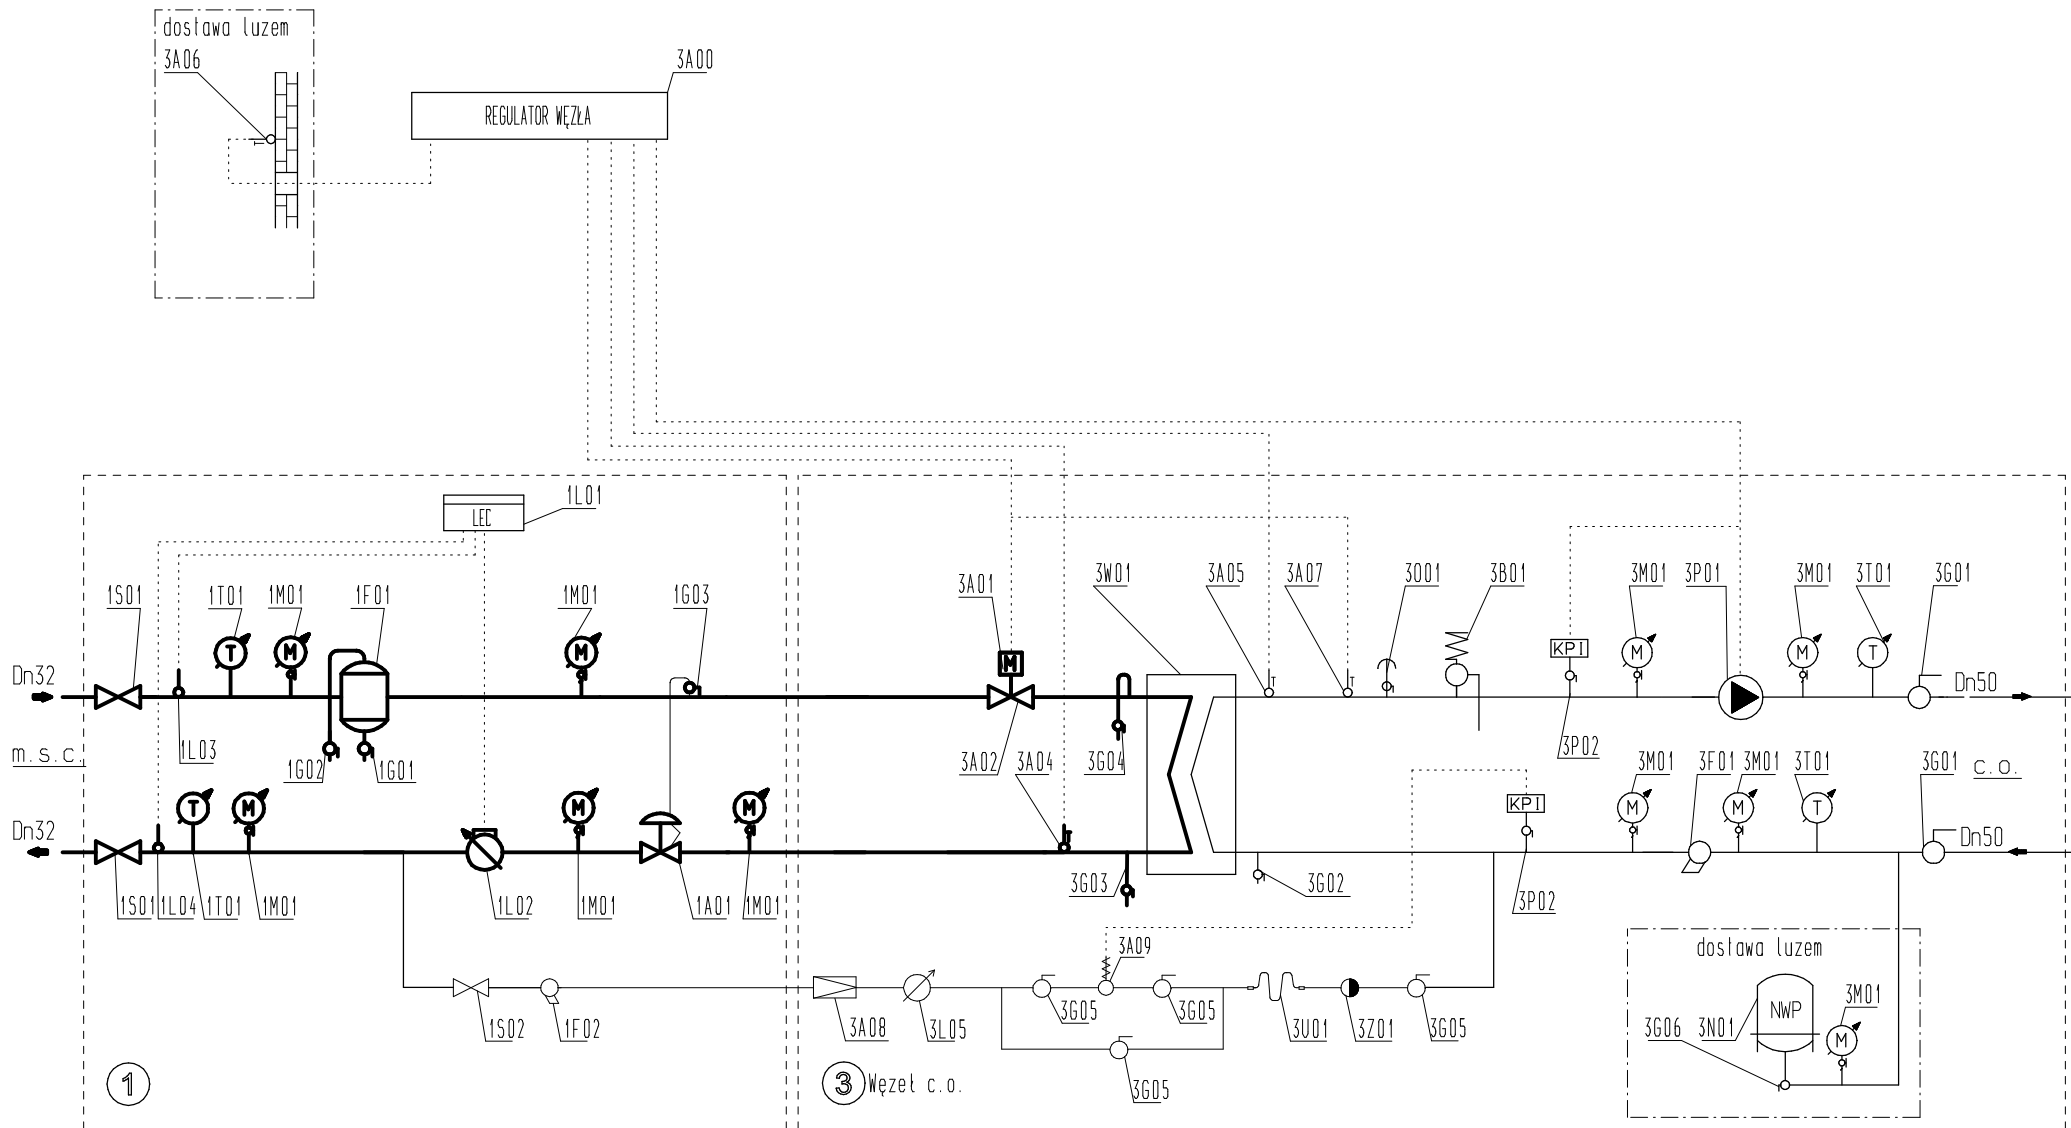 dostawa luzem
3A06
3A00
REGULATOR WĘZŁA
1L01
LEC
1S01
1T01
1M01
1F01
1M01
1G03
3A01
3W01
3A05
3A07
3O01
3B01
3M01
3P01
3M01
3T01
3G01
T
M
M
M
KPI
M
M
T
Dn32
Dn50
1L03
1G02
1G01
3A02
3A04
3G04
3P02
m.s.c.
3M01
3F01
3M01
3T01
3G01
c.o.
T
M
M
M
KPI
M
M
T
Dn32
Dn50
1S01
1L04
1T01
1M01
1L02
1M01
1A01
1M01
3G03
3G02
3P02
3A09
dostawa luzem
1S02
1F02
3A08
3L05
3G05
3G05
3U01
3Z01
3G05
3G06
3N01
NWP
3M01
M
3G05
1
3
Węzeł c.o.